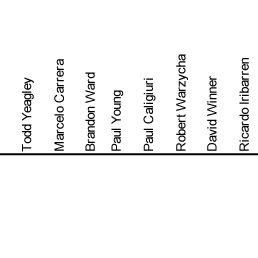 Todd Yeagley
Marcelo Carrera
Brandon Ward
Paul Young
Paul Caligiuri
Robert Warzycha
David Winner
Ricardo Iribarren